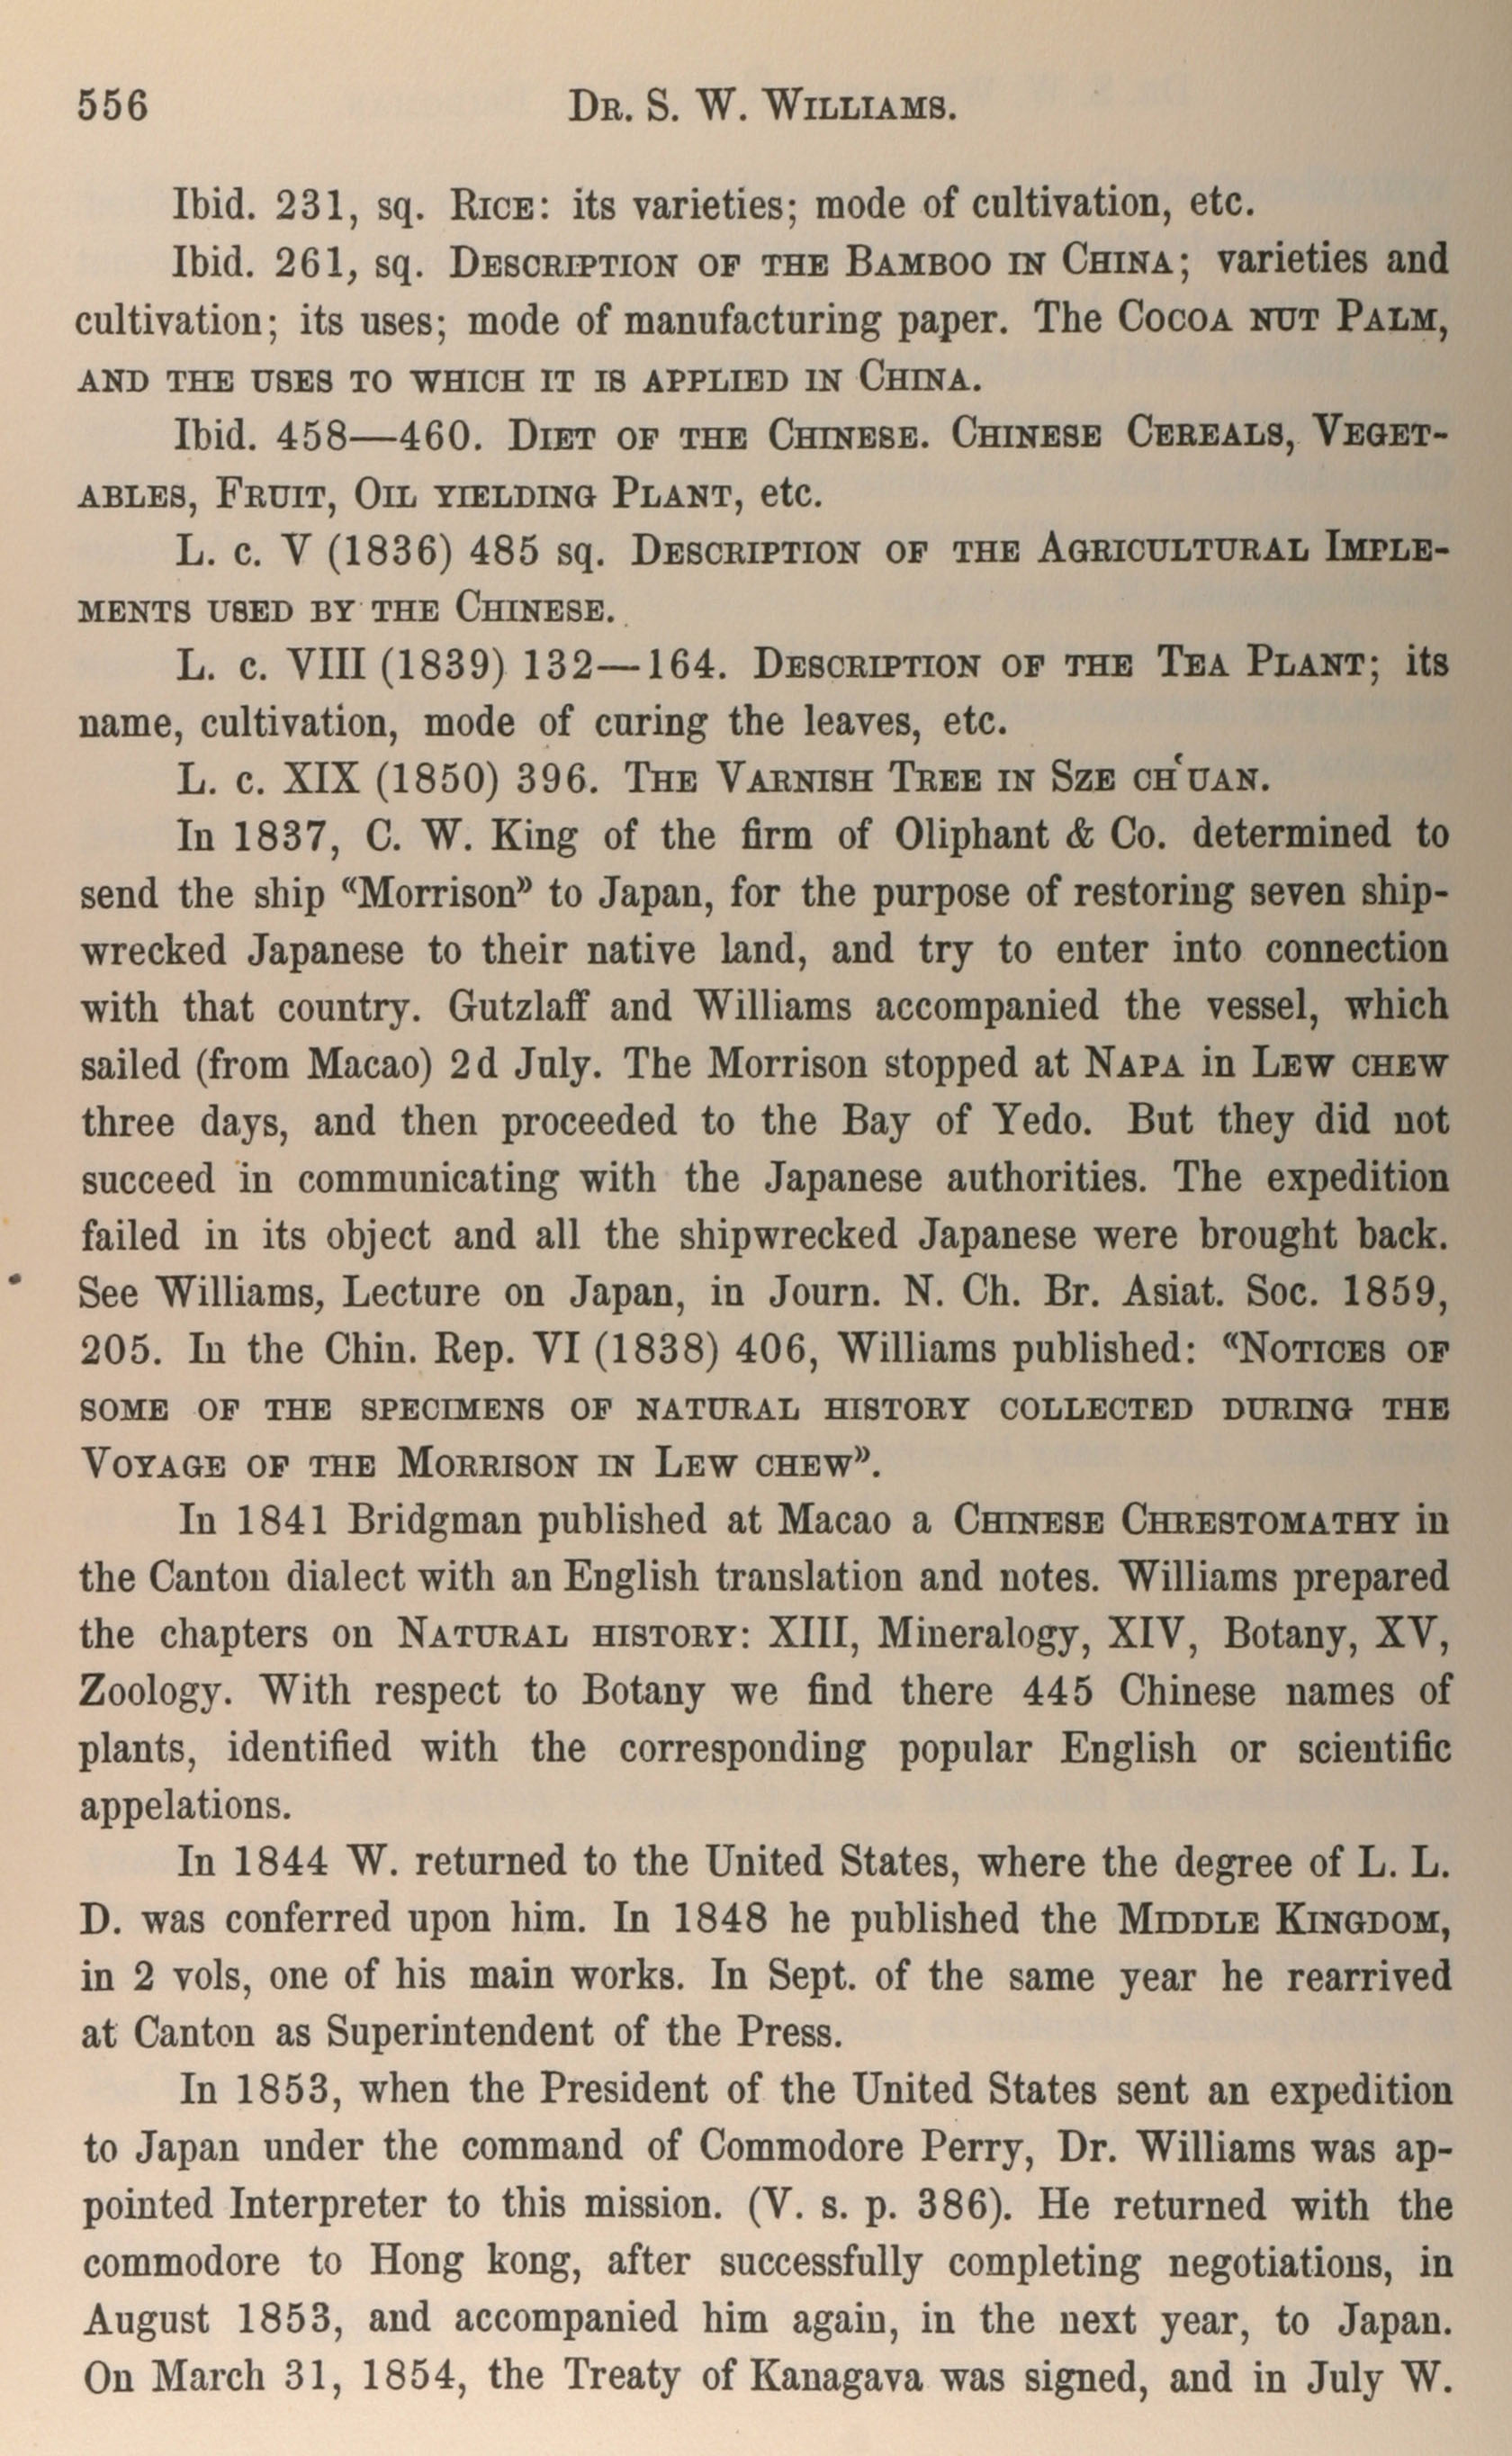 556 DR. S. W. WILLIAMS.
Ibid. 231, sq. RICE: its varieties; mode of cultivation, etc.
Ibid. 261, sq. DESCRIPTION OF THE BAMBOO IN CHINA; varieties and
cultivation; its uses; mode of manufacturing paper. The COCOA NUT PALM,
AND THE USES TO WHICH IT IS APPLIED IN CHINA.
Ibid. 458—460. DIET OF THE CHINESE. CHINESE CEREALS, VEGET-
ABLES, FRUIT, OIL YIELDING PLANT, etc.
L. c. V (1836) 485 sq. DESCRIPTION OF THE AGRICULTURAL IMPLE-
MENTS USED BY THE CHINESE.
L. c. VIII (1839) 132—164. DESCRIPTION OF THE TEA PLANT; its
name, cultivation, mode of curing the leaves, etc.
L. c. XIX (1850) 396. THE VARNISH TREE IN SZE CH'UAN.
In 1837, C. W. King of the firm of Oliphant & Co. determined to
send the ship “Morrison” to Japan, for the purpose of restoring seven ship-
wrecked Japanese to their native land, and try to enter into connection
with that country. Gutzlaff and Williams accompanied the vessel, which
sailed (from Macao) 2d July. The Morrison stopped at NAPA in LEW CHEW
three days, and then proceeded to the Bay of Yedo. But they did not
succeed in communicating with the Japanese authorities. The expedition
failed in its object and all the shipwrecked Japanese were brought back.
See Williams, Lecture on Japan, in Journ. N. Ch. Br. Asiat. Soc. 1859,
205. In the Chin. Rep. VI (1838) 406, Williams published: “NOTICES OF
SOME OF THE SPECIMENS OF NATURAL HISTORY COLLECTED DURING THE
VOYAGE OF THE MORRISON IN LEW CHEW”.
In 1841 Bridgman published at Macao a CHINESE CHRESTOMATHY in
the Canton dialect with an English translation and notes. Williams prepared
the chapters on NATURAL HISTORY: XIII, Mineralogy, XIV, Botany, XV,
Zoology. With respect to Botany we find there 445 Chinese names of
plants, identified with the corresponding popular English or scientific
appelations.
In 1844 W. returned to the United States, where the degree of L. L.
D. was conferred upon him. In 1848 he published the MIDDLE KINGDOM,
in 2 vols, one of his main works. In Sept. of the same year he rearrived
at Canton as Superintendent of the Press.
In 1853, when the President of the United States sent an expedition
to Japan under the command of Commodore Perry, Dr. Williams was ap-
pointed Interpreter to this mission. (V. s. p. 386). He returned with the
commodore to Hong kong, after successfully completing negotiations, in
August 1853, and accompanied him again, in the next year, to Japan.
On March 31, 1854, the Treaty of Kanagava was signed, and in July W.